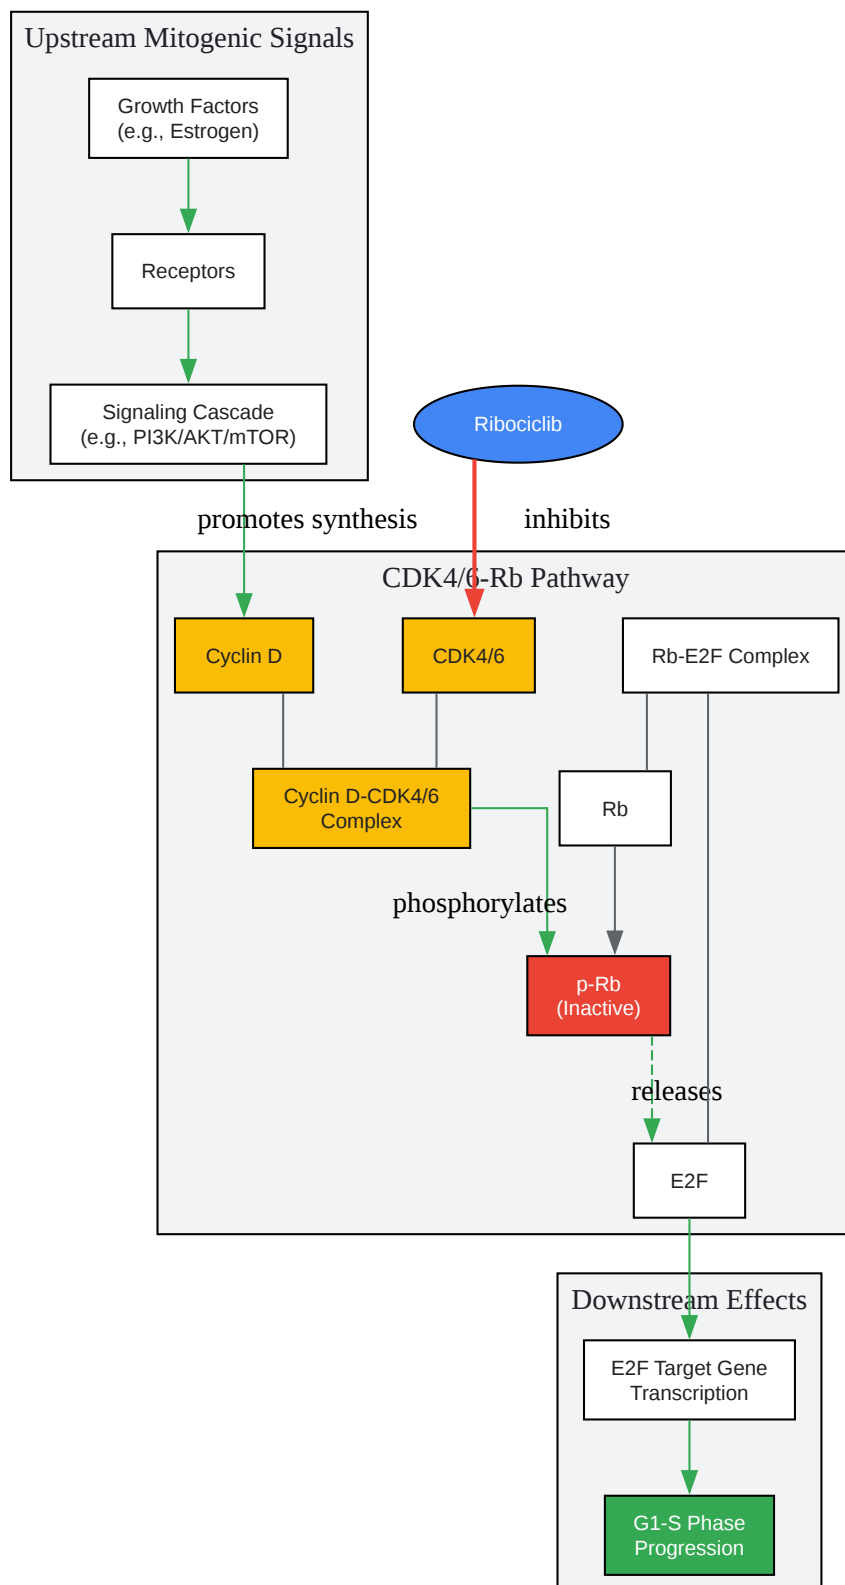 Upstream Mitogenic Signals
Growth Factors
(e.g., Estrogen)
Receptors
Signaling Cascade
(e.g., PI3K/AKT/mTOR)
Ribociclib
promotes synthesis
inhibits
CDK4/6-Rb Pathway
Cyclin D
CDK4/6
Rb-E2F Complex
Cyclin D-CDK4/6
Complex
Rb
phosphorylates
p-Rb
(Inactive)
releases
E2F
Downstream Effects
E2F Target Gene
Transcription
G1-S Phase
Progression